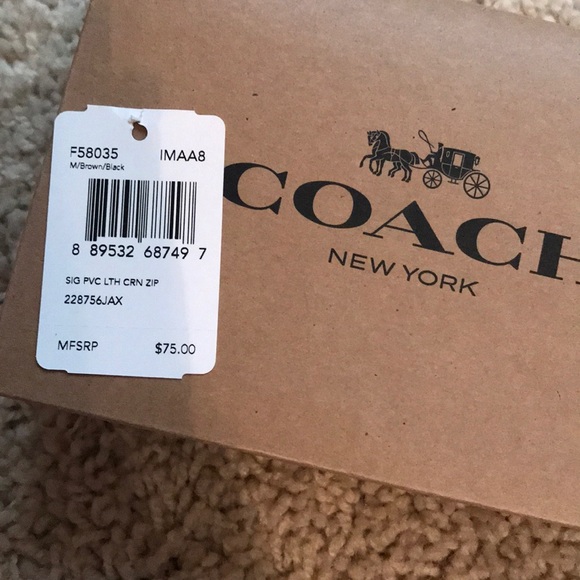 F58035 IMAA8
M/Brown/Black
8 89532 68749 7
SIG PVC LTH CRN ZIP
228756JAX
MFSRP $75.00
COACH
NEW YORK